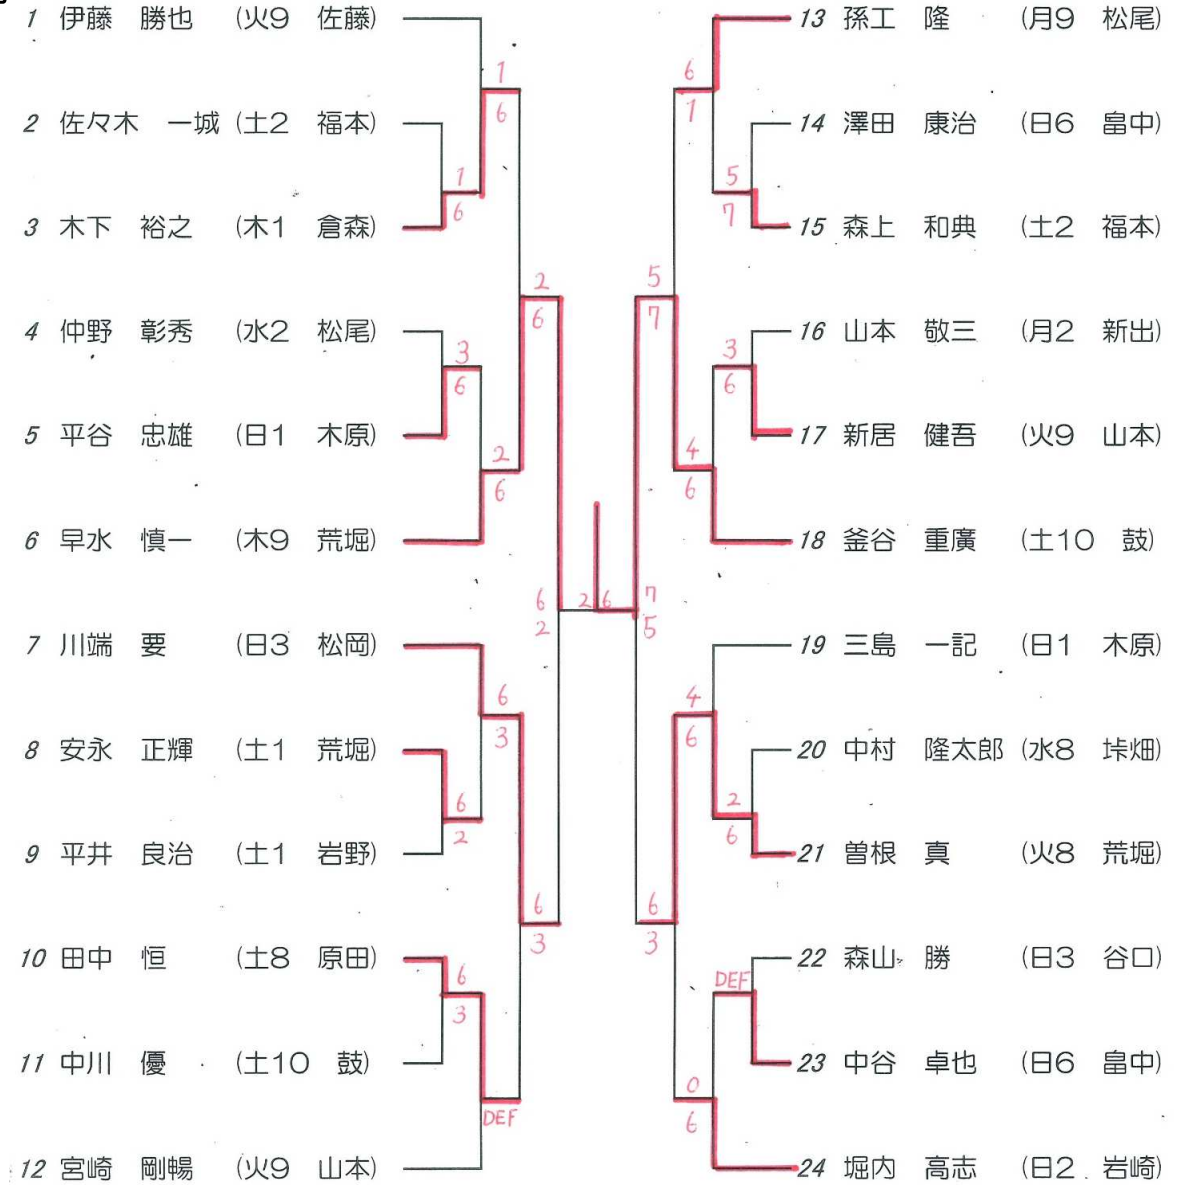 1 伊藤 勝也 (火9 佐藤)
1
6
2 佐々木 一城 (土2 福本)
1
6
3 木下 裕之 (木1 倉森)
2
6
4 仲野 彰秀 (水2 松尾)
3
6
5 平谷 忠雄 (日1 木原)
2
6
6 早水 慎一 (木9 荒堀)
6
2
2 6
7 川端 要 (日3 松岡)
6
3
8 安永 正輝 (土1 荒堀)
6
2
9 平井 良治 (土1 岩野)
6
3
10 田中 恒 (土8 原田)
6
3
11 中川 優 (土10 鼓)
DEF
12 宮崎 剛暢 (火9 山本)
13 孫工 隆 (月9 松尾)
6
1
14 澤田 康治 (日6 畠中)
5
7
15 森上 和典 (土2 福本)
5
7
16 山本 敬三 (月2 新出)
3
6
17 新居 健吾 (火9 山本)
4
6
18 釜谷 重廣 (土10 鼓)
7
5
19 三島 一記 (日1 木原)
4
6
20 中村 隆太郎 (水8 垰畑)
2
6
21 曽根 真 (火8 荒堀)
6
3
22 森山 勝 (日3 谷口)
DEF
23 中谷 卓也 (日6 畠中)
0
6
24 堀内 高志 (日2 岩崎)